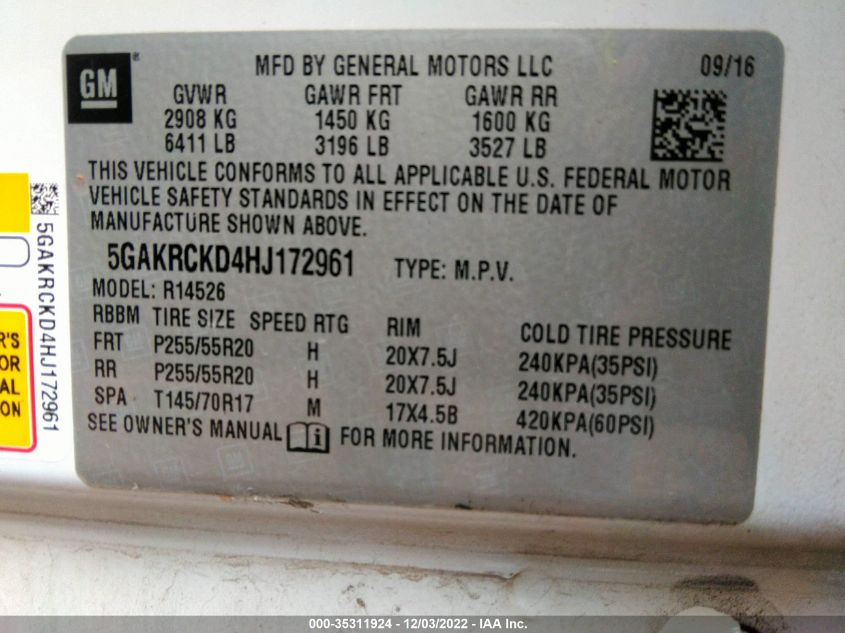 GM
MFD BY GENERAL MOTORS LLC 09/16
GVWR GAWR FRT GAWR RR
2908 KG 1450 KG 1600 KG
6411 LB 3196 LB 3527 LB
THIS VEHICLE CONFORMS TO ALL APPLICABLE U.S. FEDERAL MOTOR
VEHICLE SAFETY STANDARDS IN EFFECT ON THE DATE OF
MANUFACTURE SHOWN ABOVE.
5GAKRCKD4HJ172961 TYPE: M.P.V.
MODEL: R14526
RBBM TIRE SIZE SPEED RTG RIM COLD TIRE PRESSURE
FRT P255/55R20 H 20X7.5J 240KPA(35PSI)
RR P255/55R20 H 20X7.5J 240KPA(35PSI)
SPA T145/70R17 M 17X4.5B 420KPA(60PSI)
SEE OWNER'S MANUAL FOR MORE INFORMATION.
5GAKRCKD4HJ172961
R'S
OR
AL
ON
000-35311924 - 12/03/2022 - IAA Inc.